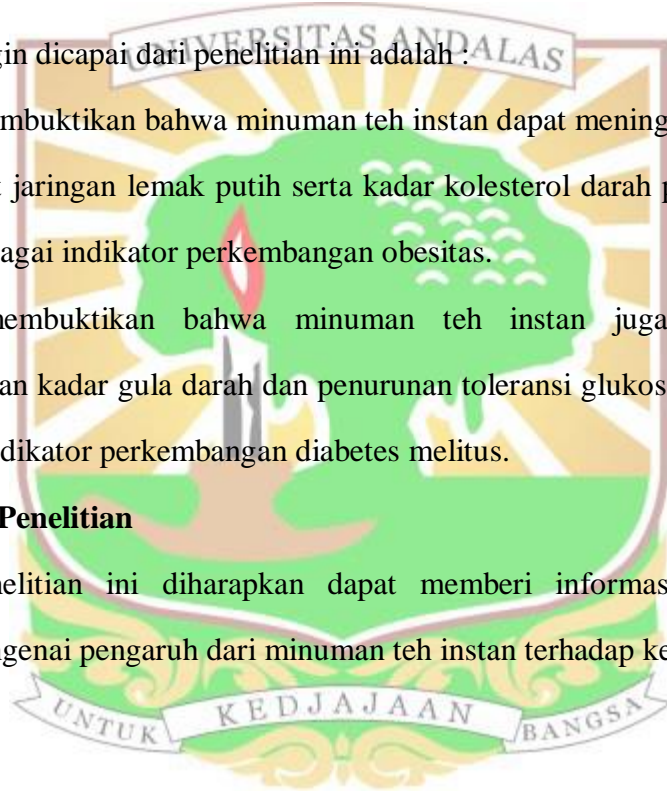 UNIVERSITAS ANDALAS
gin dicapai dari penelitian ini adalah :
mbuktikan bahwa minuman teh instan dapat mening
jaringan lemak putih serta kadar kolesterol darah p
bagai indikator perkembangan obesitas.
embuktikan bahwa minuman teh instan juga
an kadar gula darah dan penurunan toleransi glukos
dikator perkembangan diabetes melitus.
Penelitian
nelitian ini diharapkan dapat memberi informas
ngenai pengaruh dari minuman teh instan terhadap ke
UNTUK KEDJAJAAN BANGSA